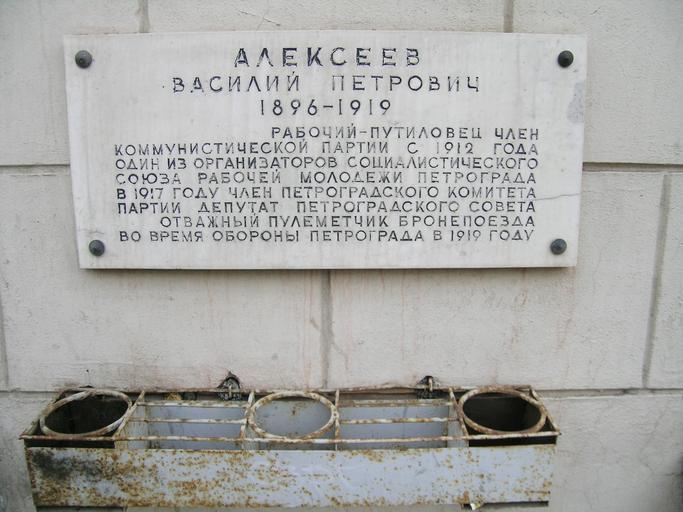 АЛЕКСЕЕВ
ВАСИЛИЙ ПЕТРОВИЧ
1896-1919
РАБОЧИЙ-ПУТИЛОВЕЦ ЧЛЕН
КОММУНИСТИЧЕСКОЙ ПАРТИИ С 1912 ГОДА
ОДИН ИЗ ОРГАНИЗАТОРОВ СОЦИАЛИСТИЧЕСКОГО
СОЮЗА РАБОЧЕЙ МОЛОДЕЖИ ПЕТРОГРАДА
В 1917 ГОДУ ЧЛЕН ПЕТРОГРАДСКОГО КОМИТЕТА
ПАРТИИ ДЕПУТАТ ПЕТРОГРАДСКОГО СОВЕТА
ОТВАЖНЫЙ ПУЛЕМЕТЧИК БРОНЕПОЕЗДА
ВО ВРЕМЯ ОБОРОНЫ ПЕТРОГРАДА В 1919 ГОДУ